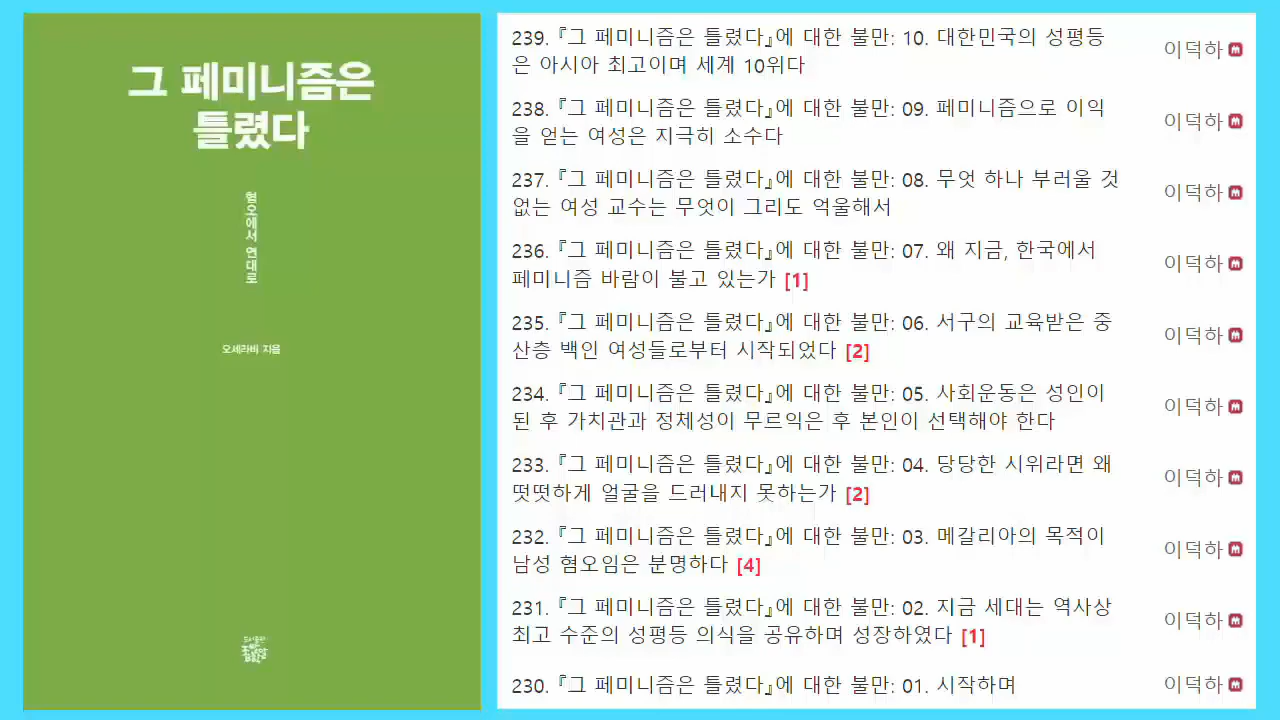 그 페미니즘은
틀렸다
혐오에서 연대로
오세라비 지음
239. 『그 페미니즘은 틀렸다』에 대한 불만: 10. 대한민국의 성평등
은 아시아 최고이며 세계 10위다
이덕하
238. 『그 페미니즘은 틀렸다』에 대한 불만: 09. 페미니즘으로 이익
을 얻는 여성은 지극히 소수다
이덕하
237. 『그 페미니즘은 틀렸다』에 대한 불만: 08. 무엇 하나 부러울 것
없는 여성 교수는 무엇이 그리도 억울해서
이덕하
236. 『그 페미니즘은 틀렸다』에 대한 불만: 07. 왜 지금, 한국에서
페미니즘 바람이 불고 있는가 [1]
이덕하
235. 『그 페미니즘은 틀렸다』에 대한 불만: 06. 서구의 교육받은 중
산층 백인 여성들로부터 시작되었다 [2]
이덕하
234. 『그 페미니즘은 틀렸다』에 대한 불만: 05. 사회운동은 성인이
된 후 가치관과 정체성이 무르익은 후 본인이 선택해야 한다
이덕하
233. 『그 페미니즘은 틀렸다』에 대한 불만: 04. 당당한 시위라면 왜
떳떳하게 얼굴을 드러내지 못하는가 [2]
이덕하
232. 『그 페미니즘은 틀렸다』에 대한 불만: 03. 메갈리아의 목적이
남성 혐오임은 분명하다 [4]
이덕하
231. 『그 페미니즘은 틀렸다』에 대한 불만: 02. 지금 세대는 역사상
최고 수준의 성평등 의식을 공유하며 성장하였다 [1]
이덕하
230. 『그 페미니즘은 틀렸다』에 대한 불만: 01. 시작하며
이덕하